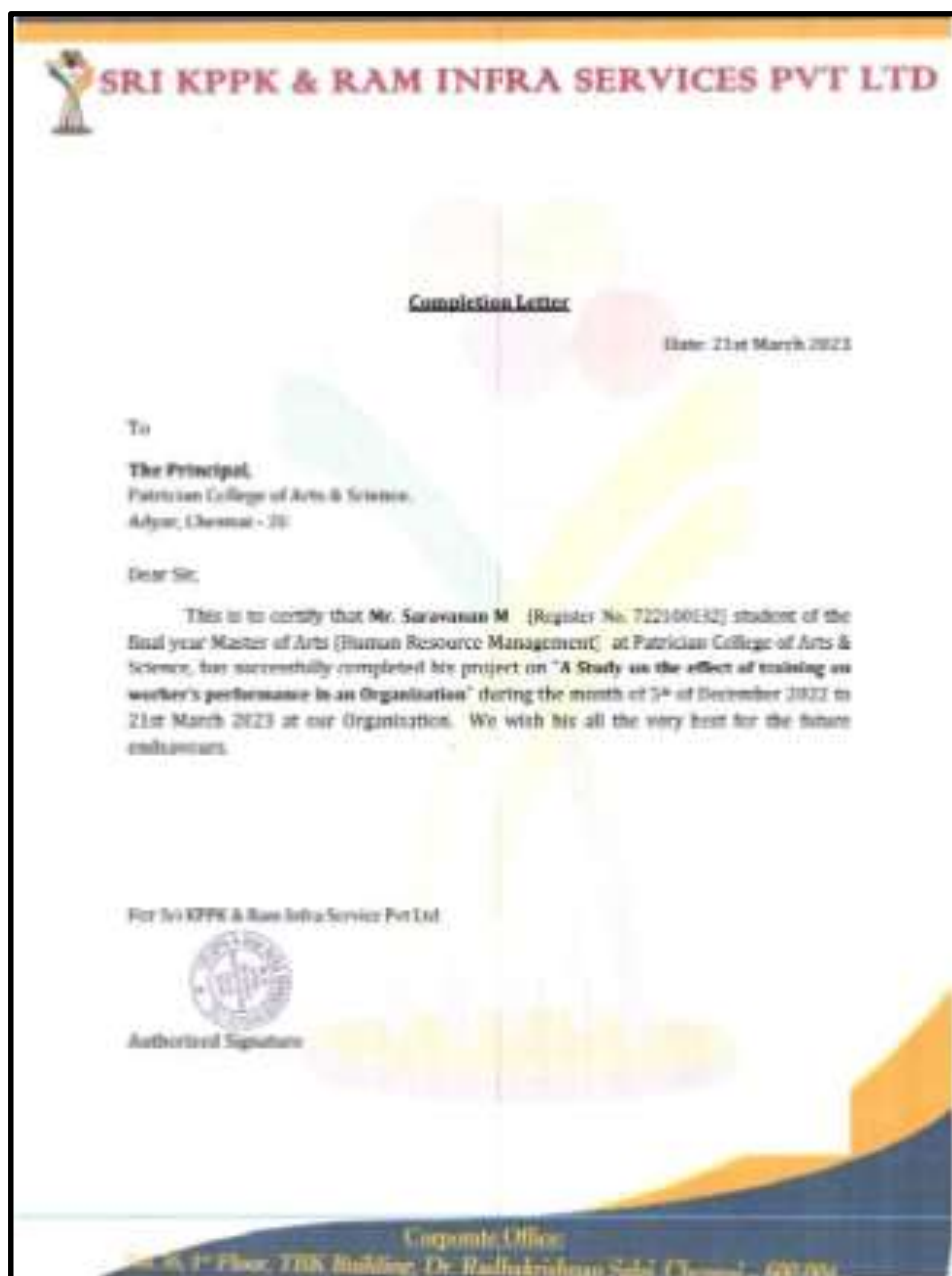 SRI KPPK & RAM INFRA SERVICES PVT LTD
Completion Letter
Date: 21st March 2023
To
The Principal,
Patrician College of Arts & Science,
Adyar, Chennai - 20
Dear Sir,
This is to certify that Mr. Saravanan M [Register No. 722100132] student of the
final year Master of Arts [Human Resource Management] at Patrician College of Arts &
Science, has successfully completed his project on "A Study on the effect of training on
worker's performance in an Organization" during the month of 5th of December 2022 to
21st March 2023 at our Organisation. We wish his all the very best for the future
endeavours.
For Sri KPPK & Ram Infra Service Pvt Ltd
Authorized Signature
Corporate Office:
1st Floor, TBK Building, Dr. Radhakrishnan Salai, Chennai - 600 004